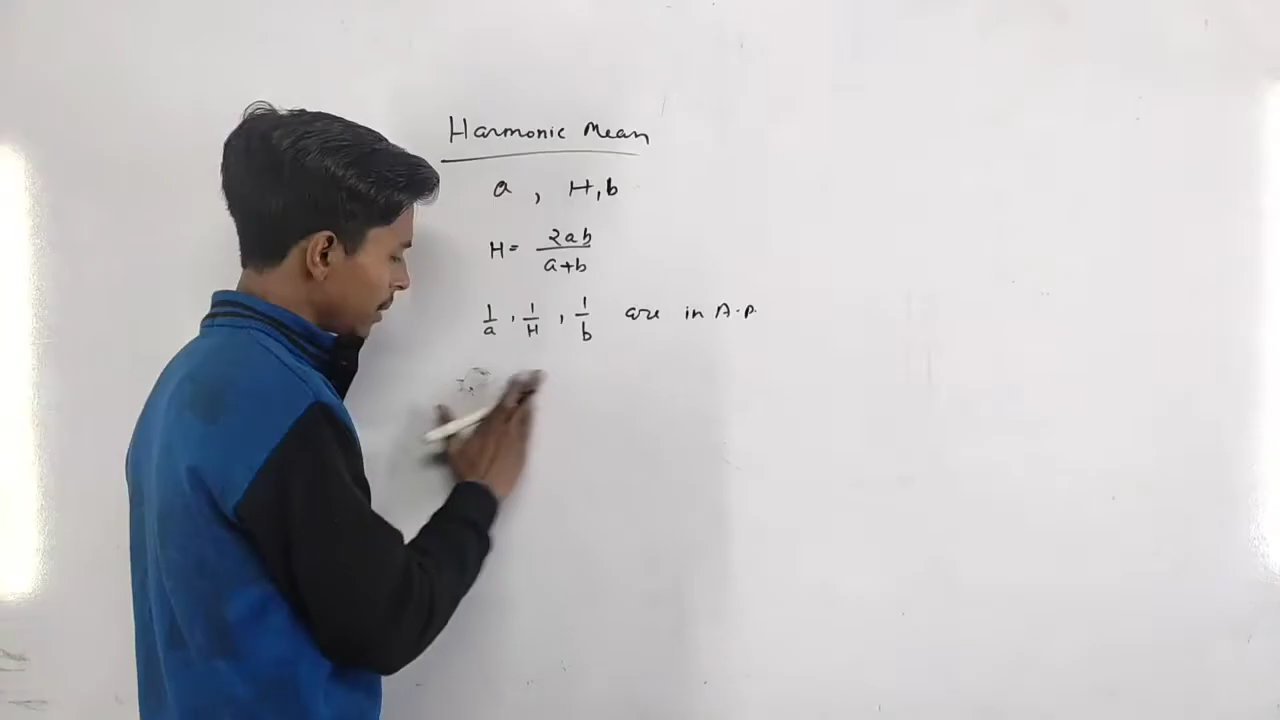 Harmonic Mean
a , H, b
H = 2ab / a+b
1/a , 1/H , 1/b are in A.P.